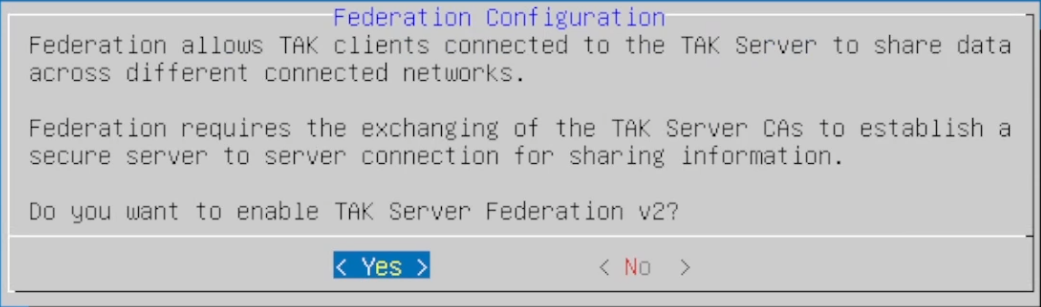 Federation Configuration
Federation allows TAK clients connected to the TAK Server to share data
across different connected networks.
Federation requires the exchanging of the TAK Server CAs to establish a
secure server to server connection for sharing information.
Do you want to enable TAK Server Federation v2?
< Yes > < No >